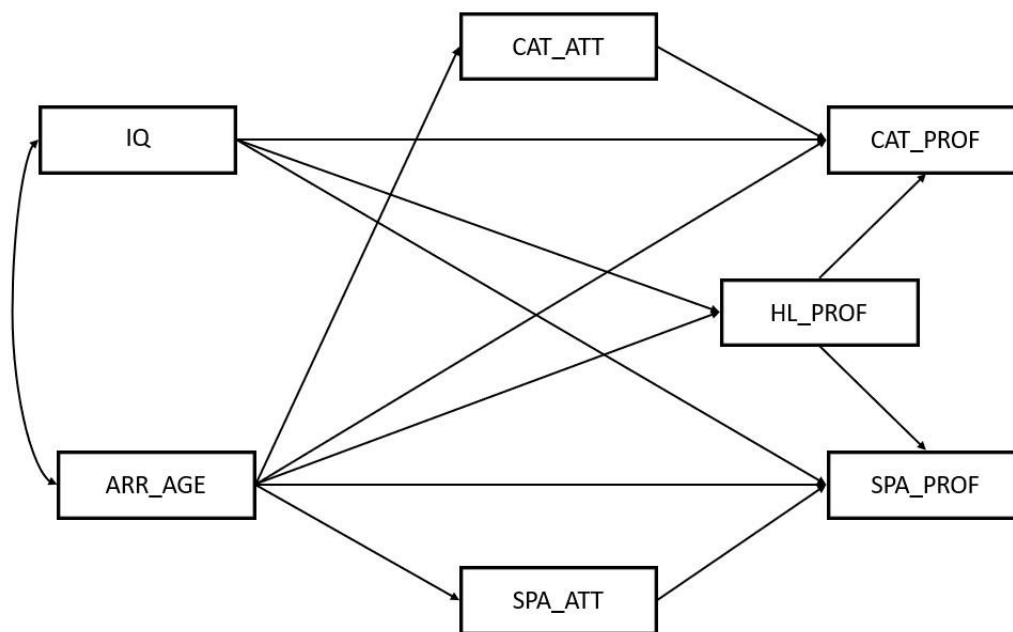 CAT_ATT
IQ
CAT_PROF
HL_PROF
ARR_AGE
SPA_PROF
SPA_ATT